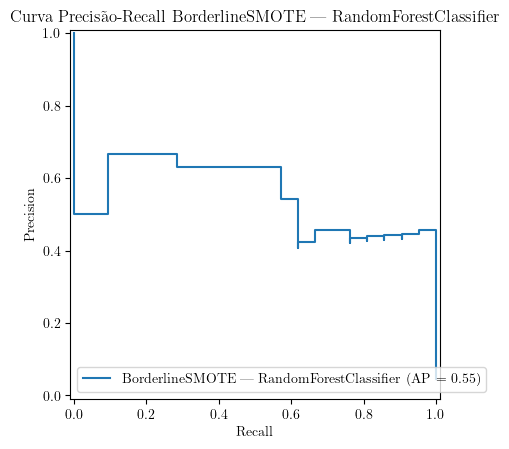 Curva Precisão-Recall BorderlineSMOTE — RandomForestClassifier
1.0
0.8
0.6
0.4
0.2
0.0
Precision
BorderlineSMOTE — RandomForestClassifier (AP = 0.55)
0.0 0.2 0.4 0.6 0.8 1.0
Recall